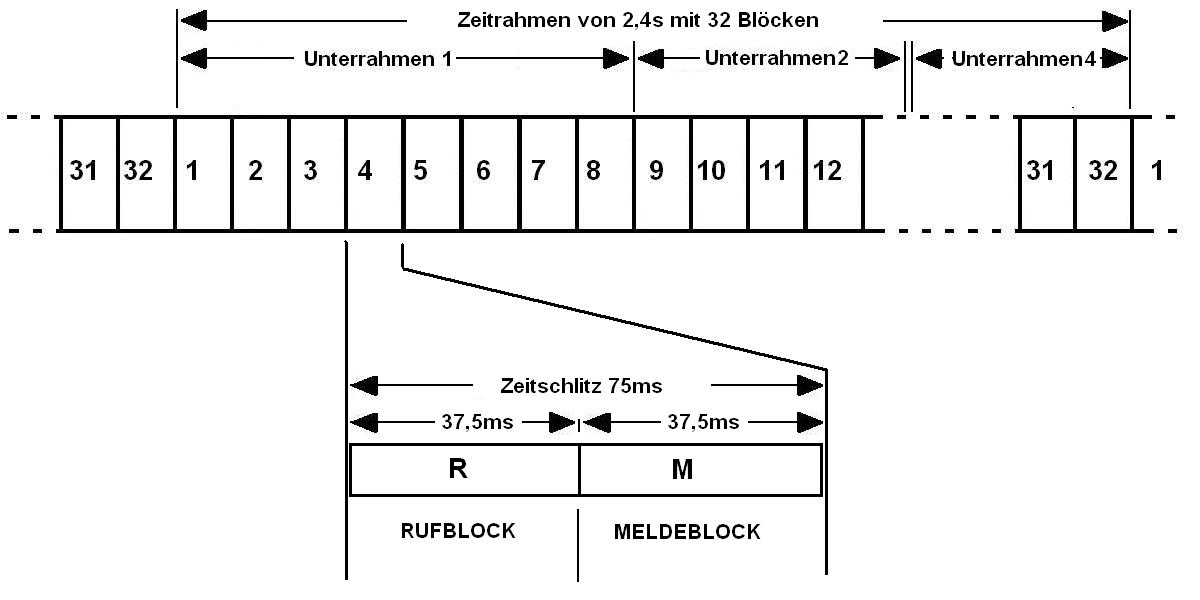 Zeitrahmen von 2,4s mit 32 Blöcken
Unterrahmen 1 Unterrahmen2 Unterrahmen4
31 32 1 2 3 4 5 6 7 8 9 10 11 12 31 32 1
Zeitschlitz 75ms
37,5ms 37,5ms
R M
RUFBLOCK MELDEBLOCK